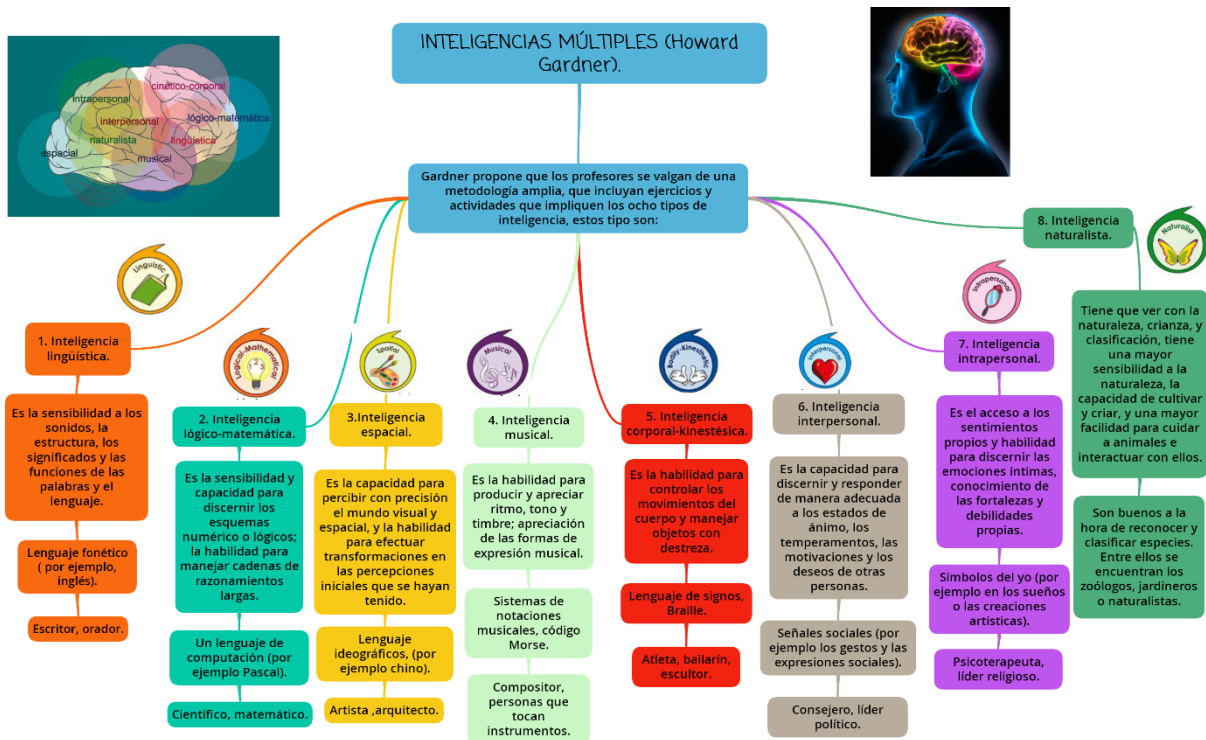 INTELIGENCIAS MÚLTIPLES (Howard
Gardner).
intrapersonal
cinético-corporal
interpersonal
lógico-matemática
naturalista
lingüística
espacial
musical
Gardner propone que los profesores se valgan de una
metodología amplia, que incluyan ejercicios y
actividades que impliquen los ocho tipos de
inteligencia, estos tipo son:
Linguistic
1. Inteligencia
lingüística.
Es la sensibilidad a los
sonidos, la
estructura, los
significados y las
funciones de las
palabras y el
lenguaje.
Lenguaje fonético
( por ejemplo,
inglés).
Escritor, orador.
Logical-Mathematical
123
2. Inteligencia
lógico-matemática.
Es la sensibilidad y
capacidad para
discernir los
esquemas
numérico o lógicos;
la habilidad para
manejar cadenas de
razonamientos
largas.
Un lenguaje de
computación (por
ejemplo Pascal).
Científico, matemático.
Spatial
3.Inteligencia
espacial.
Es la capacidad para
percibir con precisión
el mundo visual y
espacial, y la habilidad
para efectuar
transformaciones en
las percepciones
iniciales que se hayan
tenido.
Lenguaje
ideográficos, (por
ejemplo chino).
Artista ,arquitecto.
Musical
4. Inteligencia
musical.
Es la habilidad para
producir y apreciar
ritmo, tono y
timbre; apreciación
de las formas de
expresión musical.
Sistemas de
notaciones
musicales, código
Morse.
Compositor,
personas que
tocan
instrumentos.
Bodily-Kinesthetic
5. Inteligencia
corporal-kinestésica.
Es la habilidad para
controlar los
movimientos del
cuerpo y manejar
objetos con
destreza.
Lenguaje de signos,
Braille.
Atleta, bailarín,
escultor.
Interpersonal
6. Inteligencia
interpersonal.
Es la capacidad para
discernir y responder
de manera adecuada
a los estados de
ánimo, los
temperamentos, las
motivaciones y los
deseos de otras
personas.
Señales sociales (por
ejemplo los gestos y las
expresiones sociales).
Consejero, líder
político.
Intrapersonal
7. Inteligencia
intrapersonal.
Es el acceso a los
sentimientos
propios y habilidad
para discernir las
emociones íntimas,
conocimiento de
las fortalezas y
debilidades
propias.
Símbolos del yo (por
ejemplo en los sueños
o las creaciones
artísticas).
Psicoterapeuta,
líder religioso.
8. Inteligencia
naturalista.
Naturalist
Tiene que ver con la
naturaleza, crianza, y
clasificación, tiene
una mayor
sensibilidad a la
naturaleza, la
capacidad de cultivar
y criar, y una mayor
facilidad para cuidar
a animales e
interactuar con ellos.
Son buenos a la
hora de reconocer y
clasificar especies.
Entre ellos se
encuentran los
zoólogos, jardineros
o naturalistas.